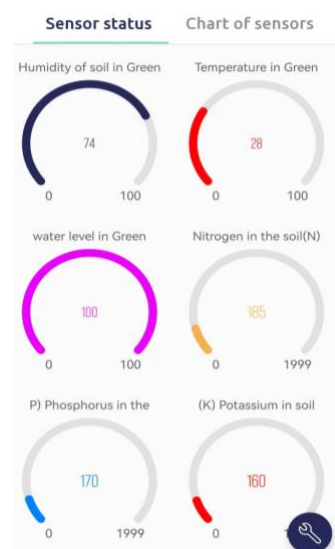 Sensor status Chart of sensors
Humidity of soil in Green Temperature in Green
74 28
0 100 0 100
water level in Green Nitrogen in the soil(N)
100 185
0 100 0 1999
P) Phosphorus in the (K) Potassium in soil
170 160
0 1999 0